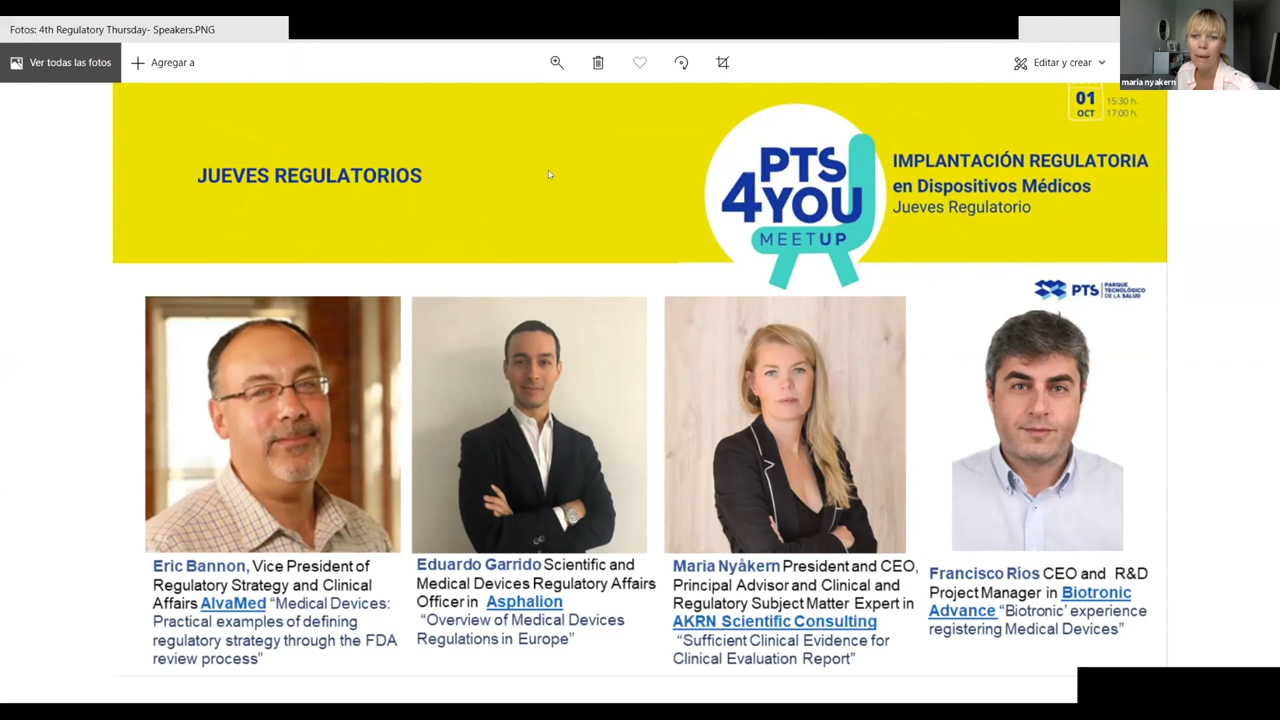 Fotos: 4th Regulatory Thursday- Speakers.PNG
Ver todas las fotos
Agregar a
Editar y crear
maria nyakern
01
OCT
15:30 h.
17:00 h.
JUEVES REGULATORIOS
PTS
4YOU
MEETUP
IMPLANTACIÓN REGULATORIA
en Dispositivos Médicos
Jueves Regulatorio
PTS
PARQUE
TECNOLÓGICO
DE LA SALUD
Eric Bannon, Vice President of
Regulatory Strategy and Clinical
Affairs AlvaMed “Medical Devices:
Practical examples of defining
regulatory strategy through the FDA
review process”
Eduardo Garrido Scientific and
Medical Devices Regulatory Affairs
Officer in Asphalion
“Overview of Medical Devices
Regulations in Europe”
Maria Nyåkern President and CEO,
Principal Advisor and Clinical and
Regulatory Subject Matter Expert in
AKRN Scientific Consulting
“Sufficient Clinical Evidence for
Clinical Evaluation Report”
Francisco Ríos CEO and R&D
Project Manager in Biotronic
Advance “Biotronic’ experience
registering Medical Devices”